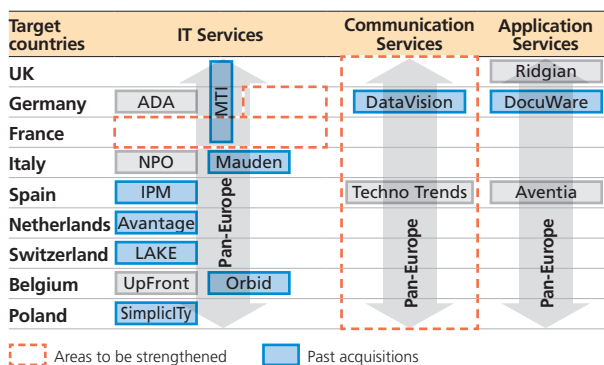 Target countries IT Services Communication Services Application Services
UK Ridgian
Germany ADA MTI DataVision DocuWare
France
Italy NPO Mauden
Spain IPM Techno Trends Aventia
Netherlands Avantage
Switzerland LAKE
Belgium UpFront Orbid
Poland SimplicITy
Pan-Europe Pan-Europe Pan-Europe
Areas to be strengthened Past acquisitions